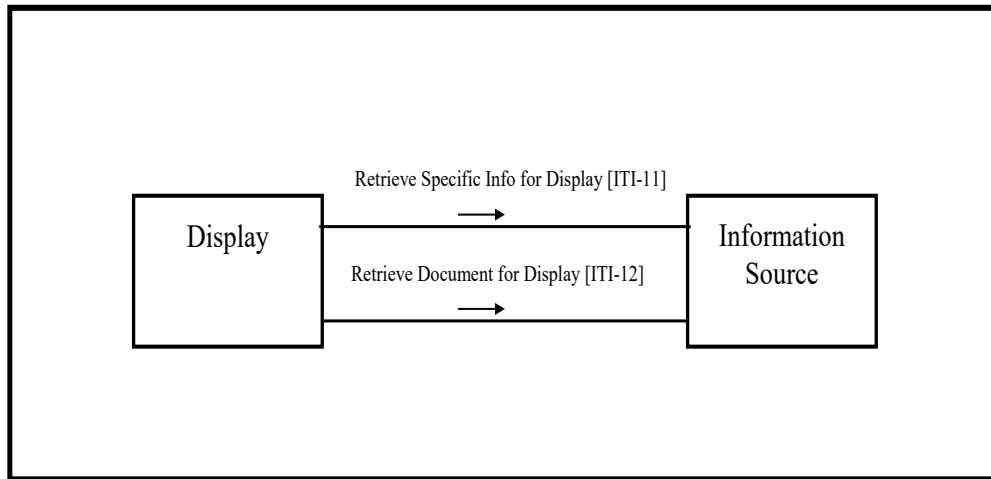 Retrieve Specific Info for Display [ITI-11]
Display
Information
Source
Retrieve Document for Display [ITI-12]